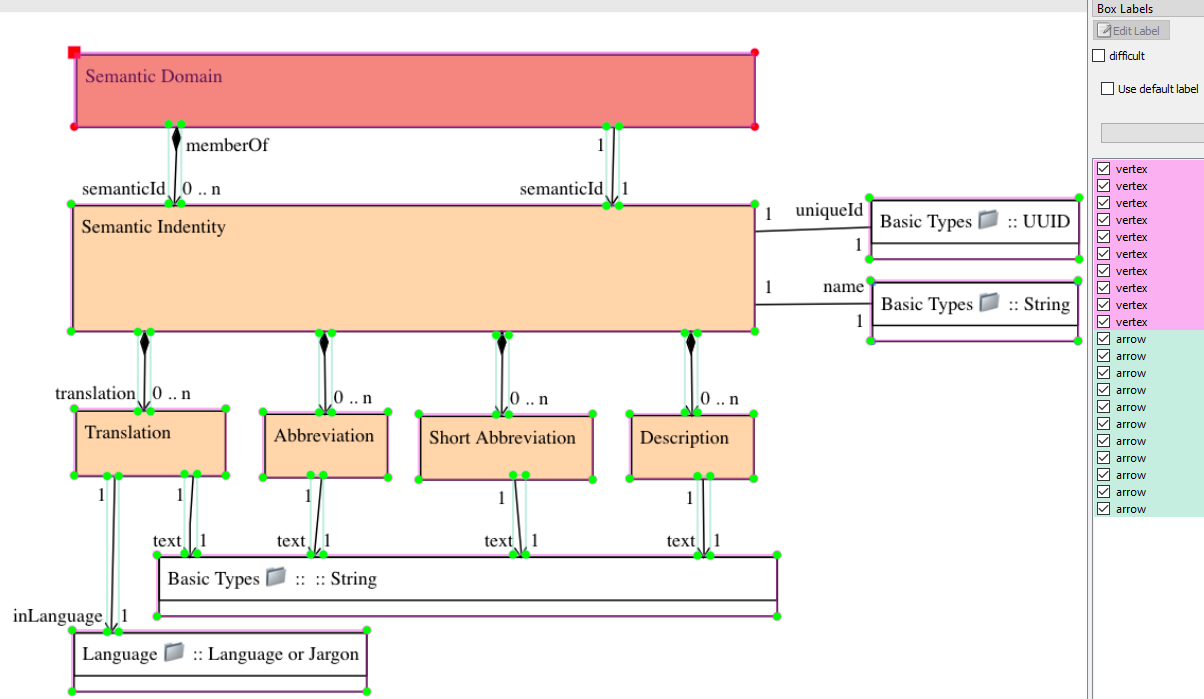 Box Labels
Edit Label
difficult
Use default label
Semantic Domain
memberOf
1
semanticId
0 .. n
semanticId
1
Semantic Indentity
1
uniqueId
1
Basic Types :: UUID
1
name
1
Basic Types :: String
translation
0 .. n
0 .. n
0 .. n
0 .. n
Translation
Abbreviation
Short Abbreviation
Description
1
1
1
1
1
text
1
text
1
text
1
text
1
Basic Types :: :: String
inLanguage
1
Language :: Language or Jargon
vertex
vertex
vertex
vertex
vertex
vertex
vertex
vertex
vertex
vertex
arrow
arrow
arrow
arrow
arrow
arrow
arrow
arrow
arrow
arrow
arrow